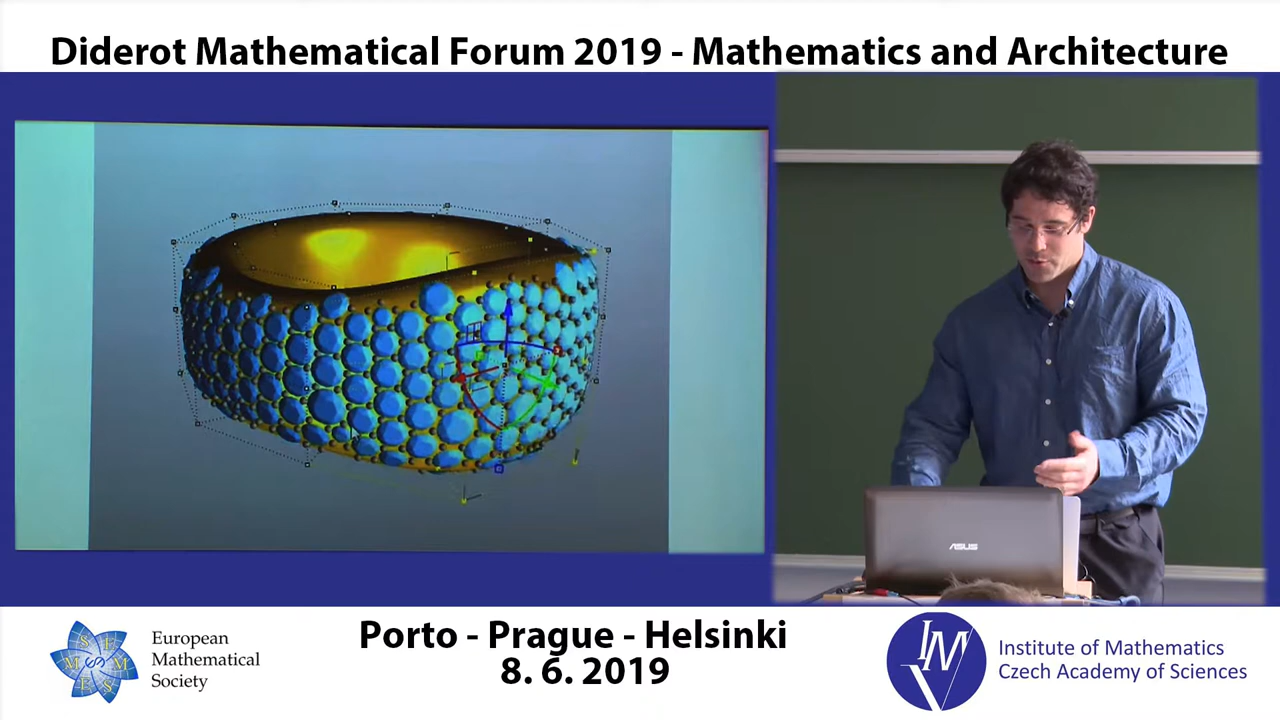 Diderot Mathematical Forum 2019 - Mathematics and Architecture
ASUS
European
Mathematical
Society
Porto - Prague - Helsinki
8. 6. 2019
IM
Institute of Mathematics
Czech Academy of Sciences